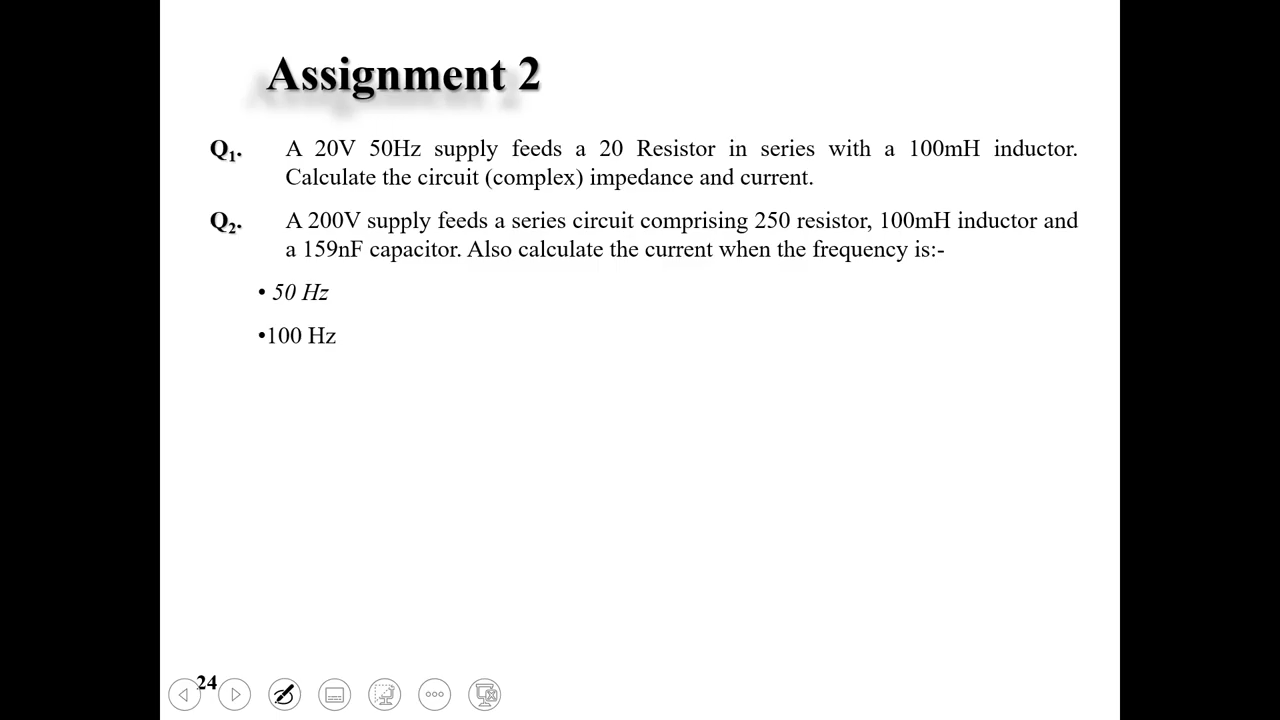 Assignment 2
Q1. A 20V 50Hz supply feeds a 20 Resistor in series with a 100mH inductor.
Calculate the circuit (complex) impedance and current.
Q2. A 200V supply feeds a series circuit comprising 250 resistor, 100mH inductor and
a 159nF capacitor. Also calculate the current when the frequency is:-
• 50 Hz
•100 Hz
24